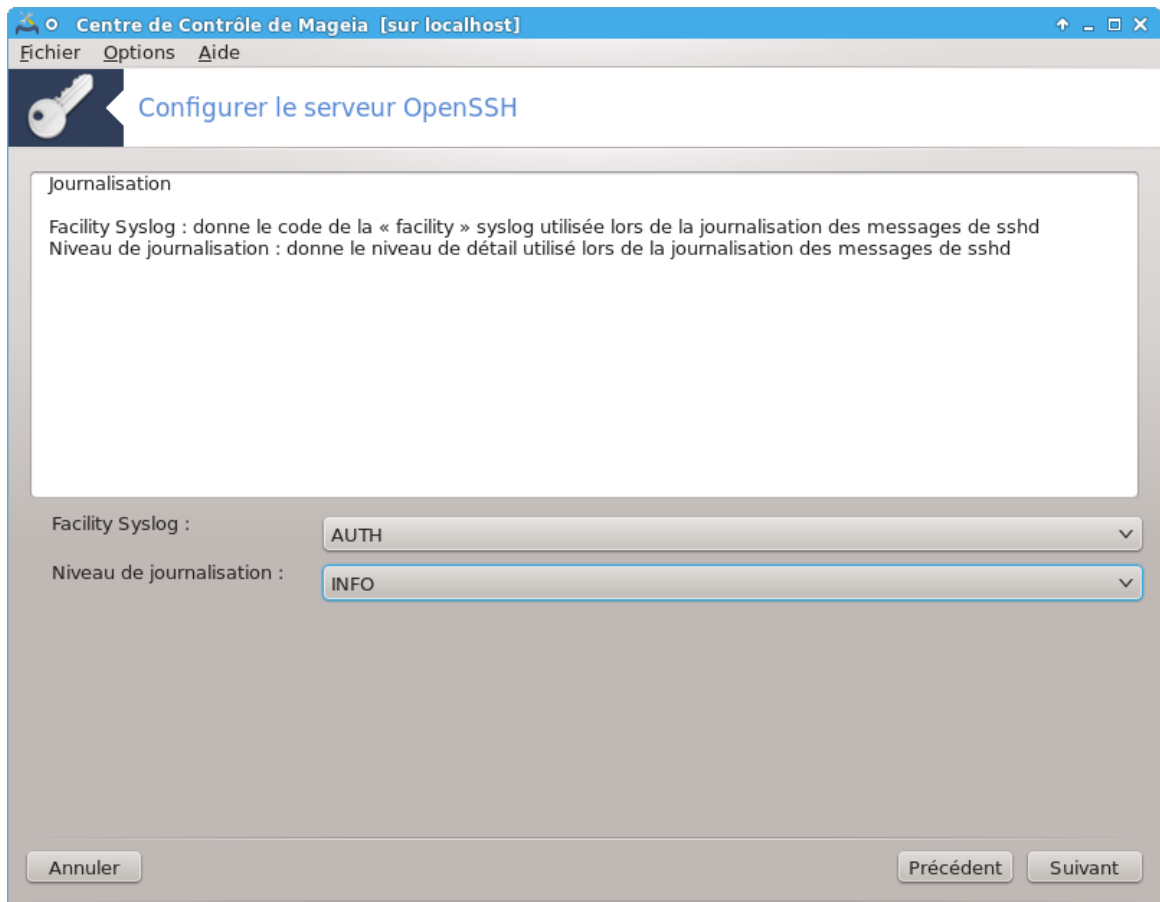 Centre de Contrôle de Mageia [sur localhost]
Fichier Options Aide
Configurer le serveur OpenSSH
Journalisation
Facility Syslog : donne le code de la « facility » syslog utilisée lors de la journalisation des messages de sshd
Niveau de journalisation : donne le niveau de détail utilisé lors de la journalisation des messages de sshd
Facility Syslog :
AUTH
Niveau de journalisation :
INFO
Annuler Précédent Suivant